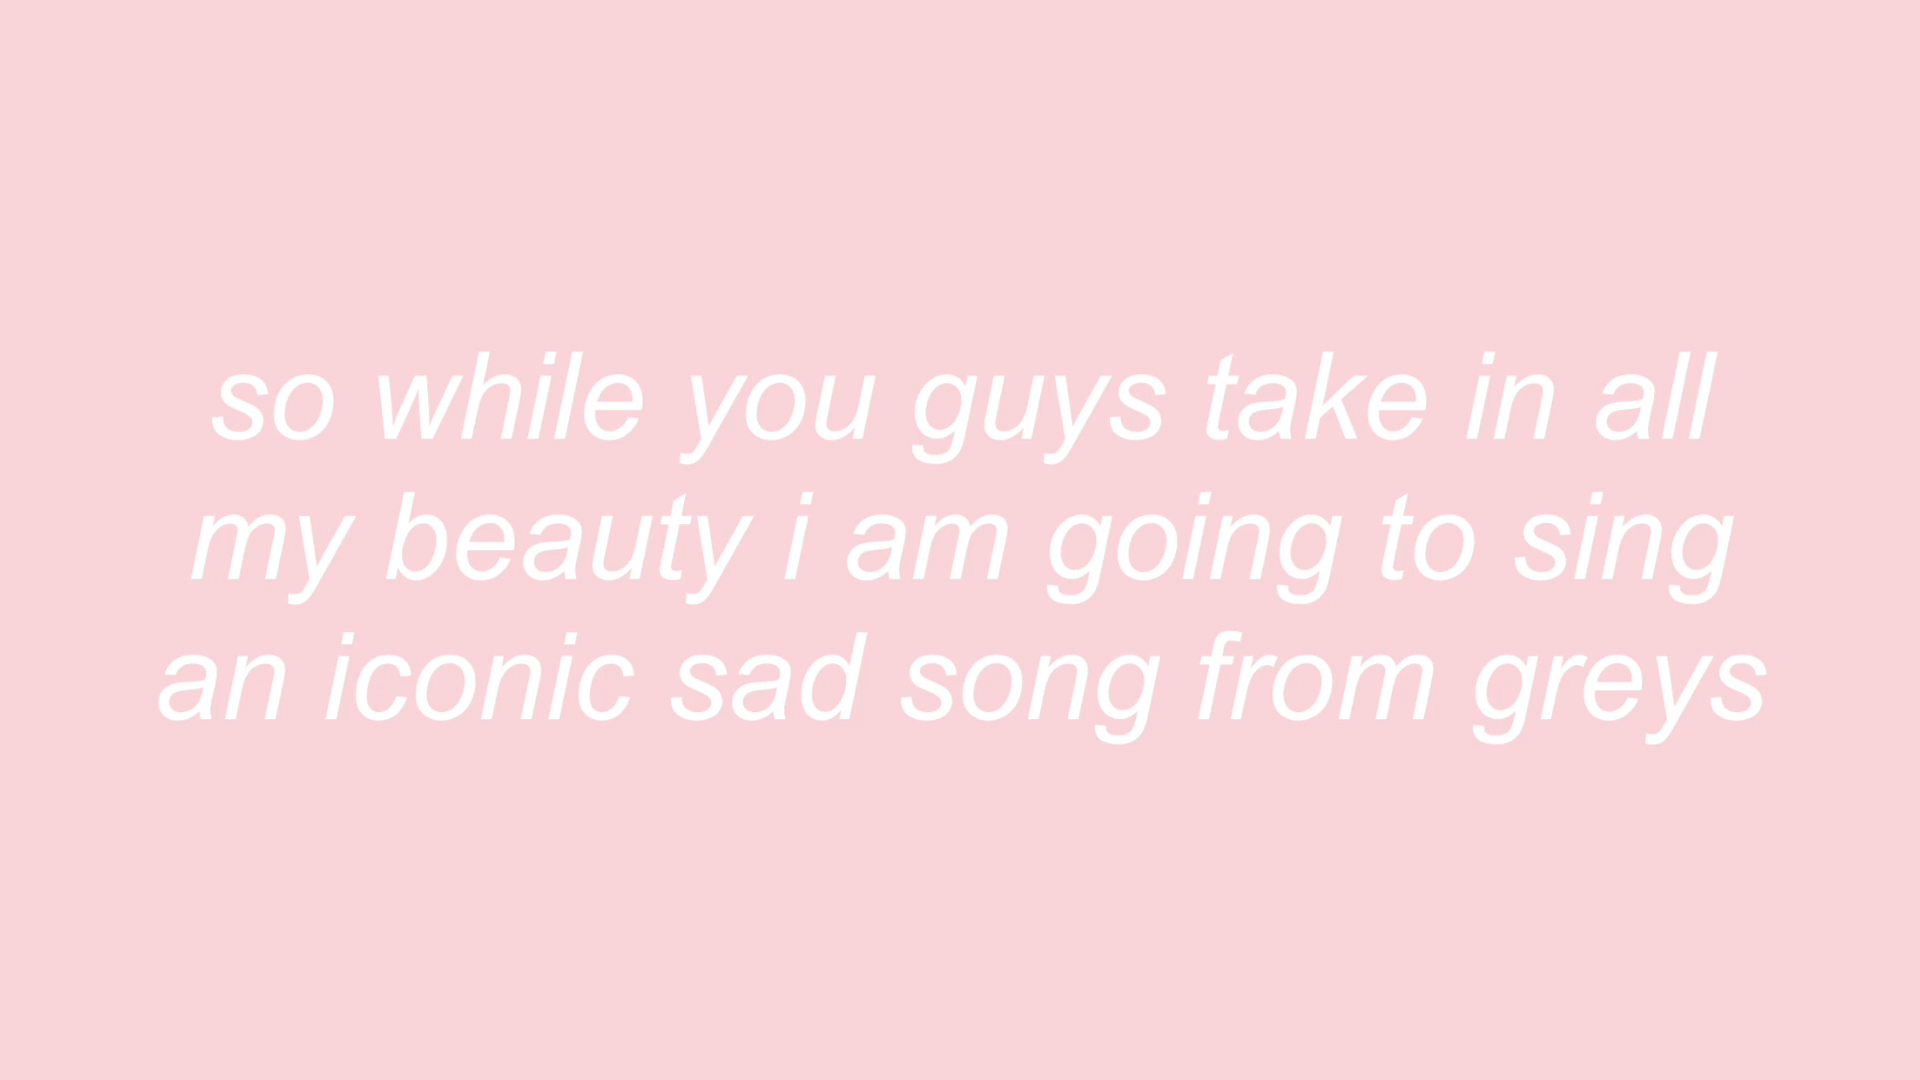 so while you guys take in all
my beauty i am going to sing
an iconic sad song from greys